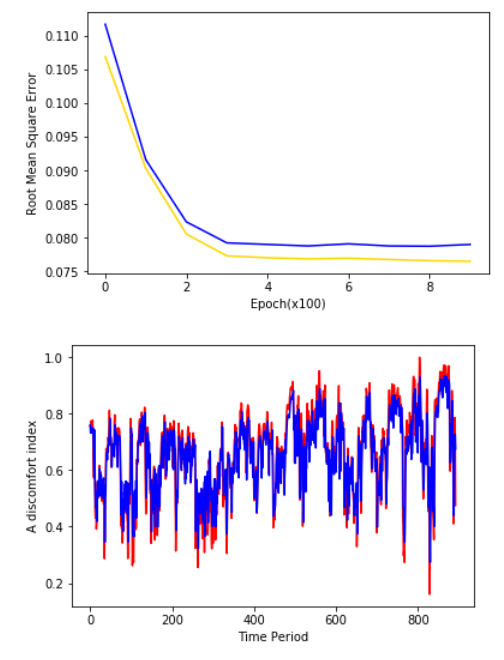 0.110
0.105
0.100
0.095
0.090
0.085
0.080
0.075
Root Mean Square Error
0 2 4 6 8
Epoch(x100)
1.0
0.8
0.6
0.4
0.2
A discomfort index
0 200 400 600 800
Time Period